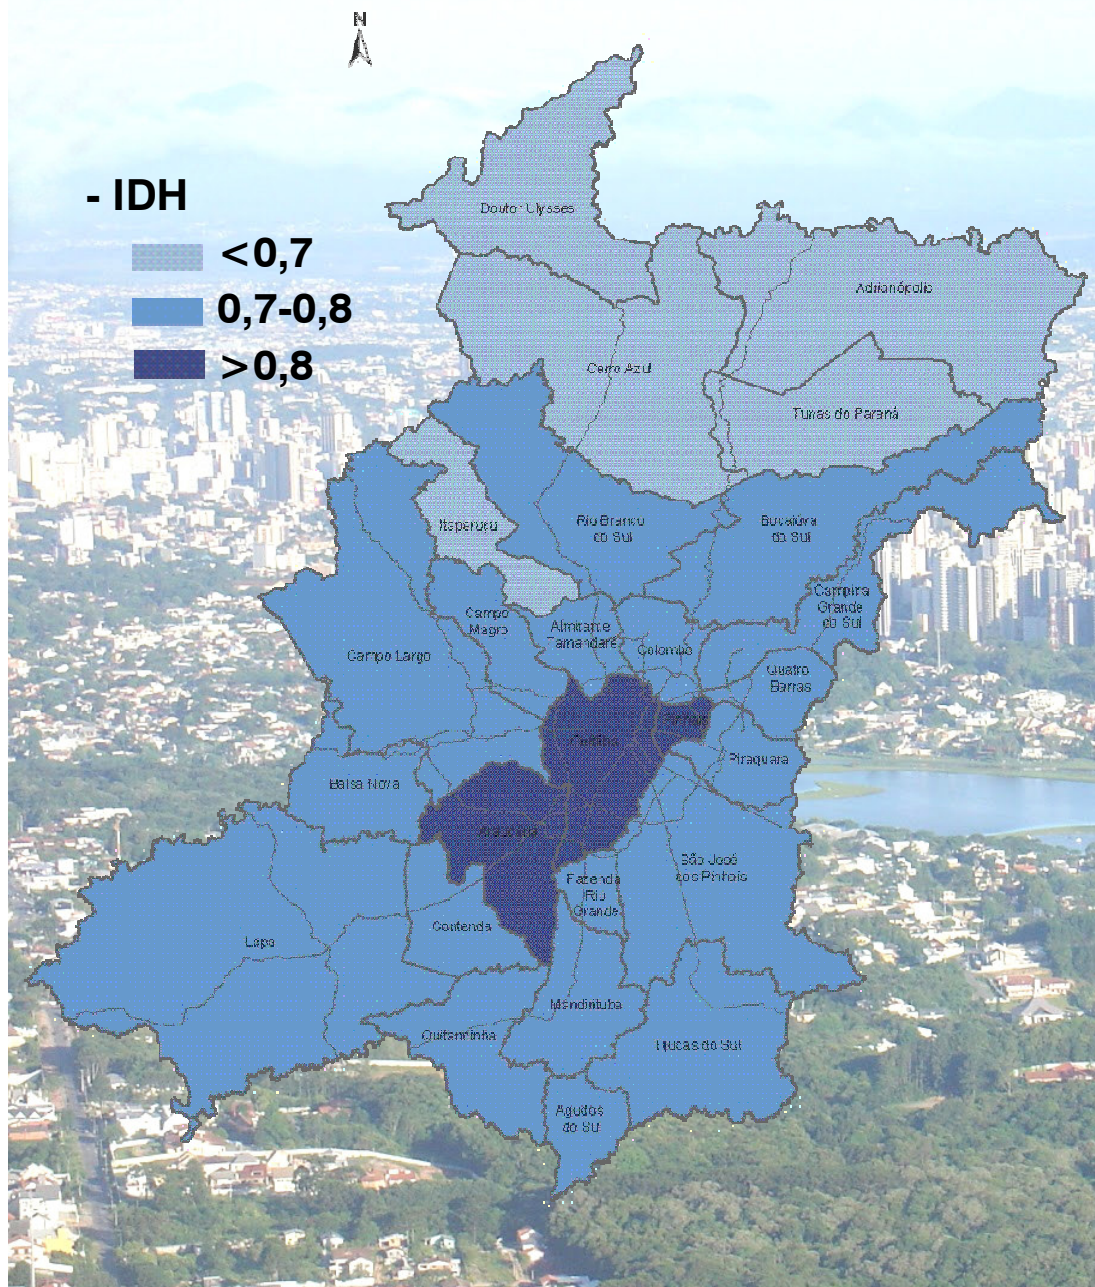 N
- IDH
<0,7
0,7-0,8
>0,8
Doutor Ulysses
Adrianópolis
Cerro Azul
Tunas do Paraná
Itaperuçu
Rio Branco
do Sul
Bocaiúva
do Sul
Campina
Grande
do Sul
Campo
Magro
Almirante
Tamandaré
Colombo
Campo Largo
Quatro
Barras
Pinhais
Curitiba
Piraquara
Balsa Nova
Araucária
São José
dos Pinhais
Fazenda
Rio
Grande
Contenda
Lapa
Mandirituba
Quitandinha
Tijucas do Sul
Agudos
do Sul